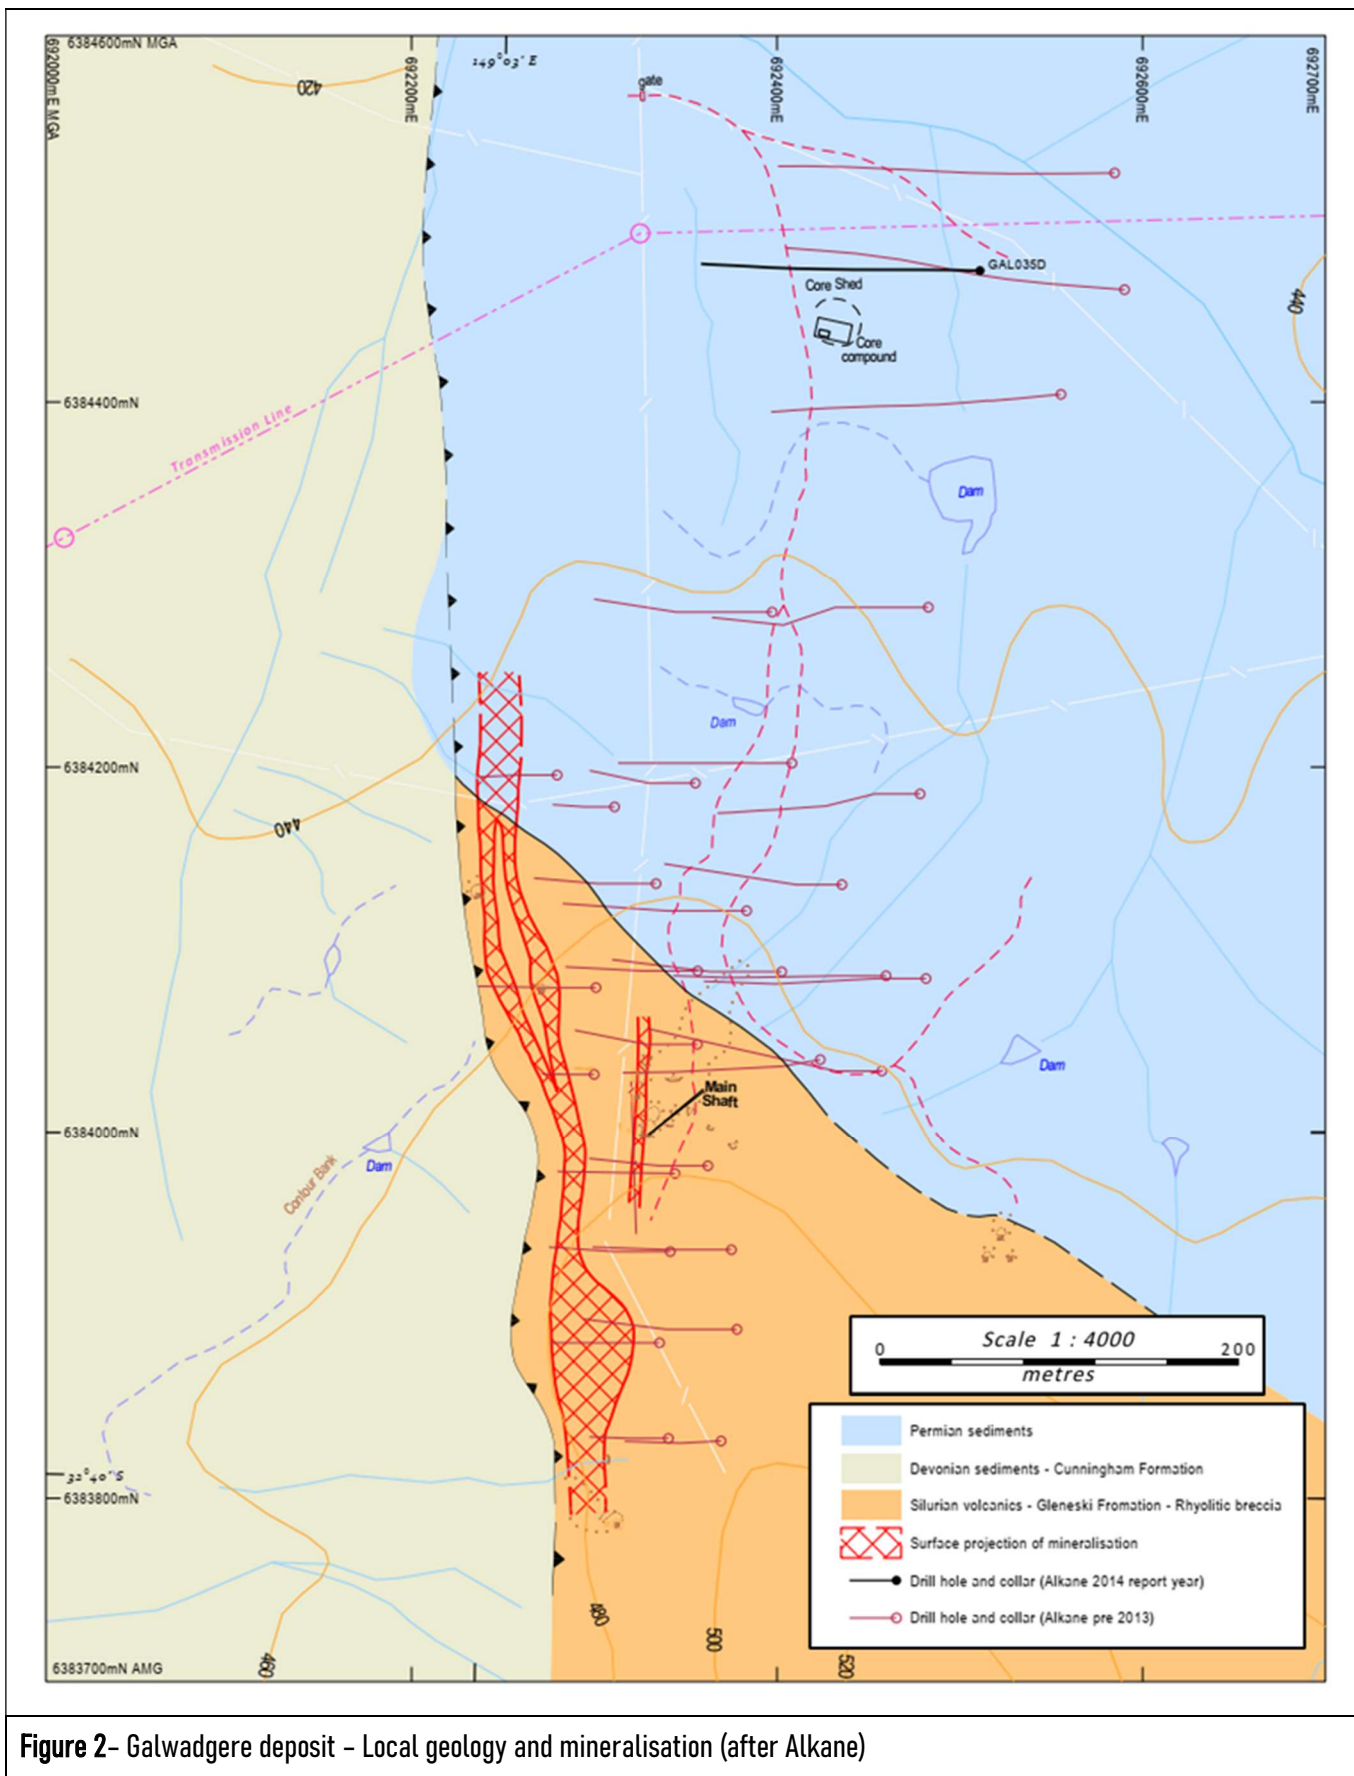 6384600mN MGA
692000mE MGA
692200mE
149°03' E
692400mE
692600mE
692700mE
gate
420
GAL035D
Core Shed
Core
compound
440
6384400mN
Transmission Line
Dam
Dam
6384200mN
440
Main
Shaft
Dam
6384000mN
Dam
Contour Bank
Scale 1 : 4000
0
200
metres
Permian sediments
Devonian sediments - Cunningham Formation
Silurian volcanics - Gleneski Fromation - Rhyolitic breccia
Surface projection of mineralisation
Drill hole and collar (Alkane 2014 report year)
Drill hole and collar (Alkane pre 2013)
32°40' S
6383800mN
480
500
520
460
6383700mN AMG
Figure 2– Galwadgere deposit – Local geology and mineralisation (after Alkane)